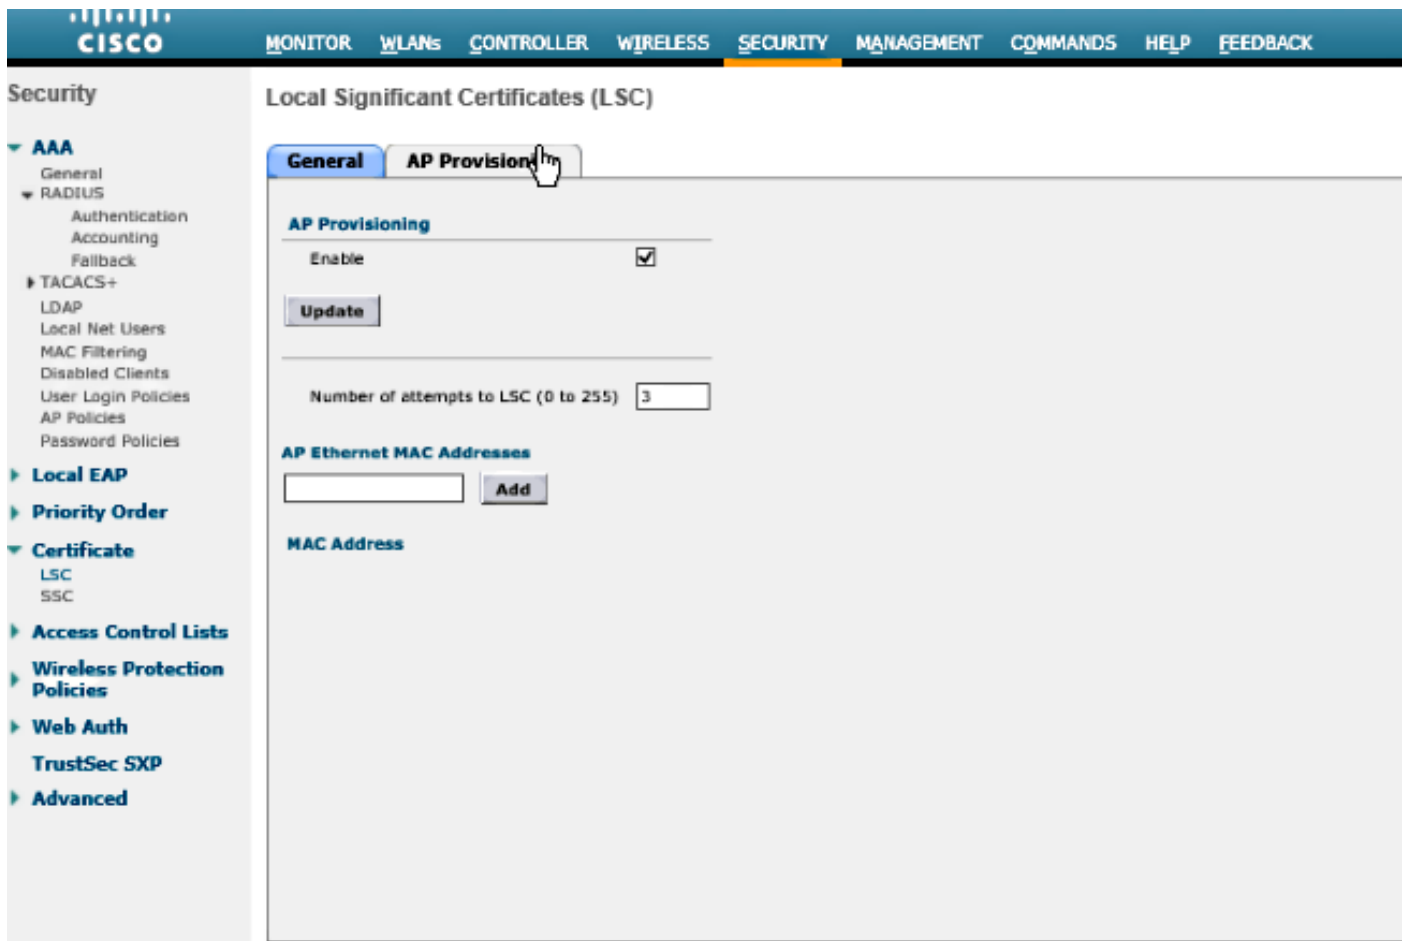 CISCO
MONITOR WLANs CONTROLLER WIRELESS SECURITY MANAGEMENT COMMANDS HELP FEEDBACK
Security
AAA
General
RADIUS
Authentication
Accounting
Fallback
TACACS+
LDAP
Local Net Users
MAC Filtering
Disabled Clients
User Login Policies
AP Policies
Password Policies
Local EAP
Priority Order
Certificate
LSC
SSC
Access Control Lists
Wireless Protection
Policies
Web Auth
TrustSec SXP
Advanced
Local Significant Certificates (LSC)
General AP
AP Provisioning
Enable
Update
Number of attempts to LSC (0 to 255) 3
AP Ethernet MAC Addresses
Add
MAC Address